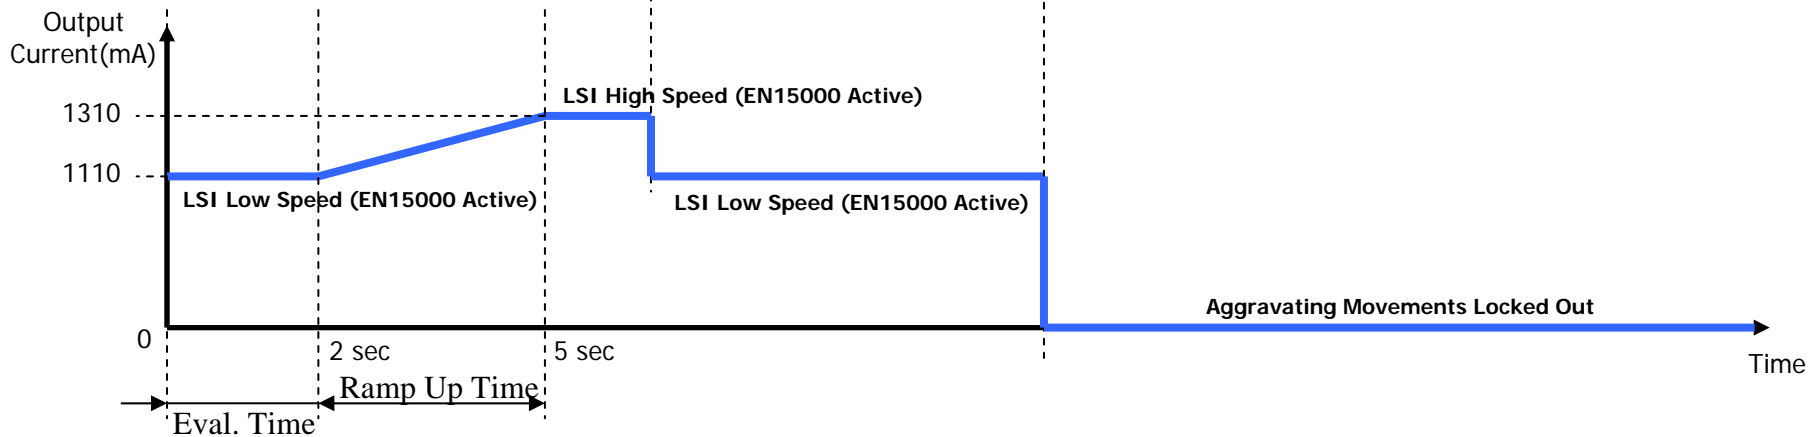 Output
Current(mA)
1310
LSI High Speed (EN15000 Active)
1110
LSI Low Speed (EN15000 Active)
LSI Low Speed (EN15000 Active)
Aggravating Movements Locked Out
0
2 sec
5 sec
Time
Ramp Up Time
Eval. Time